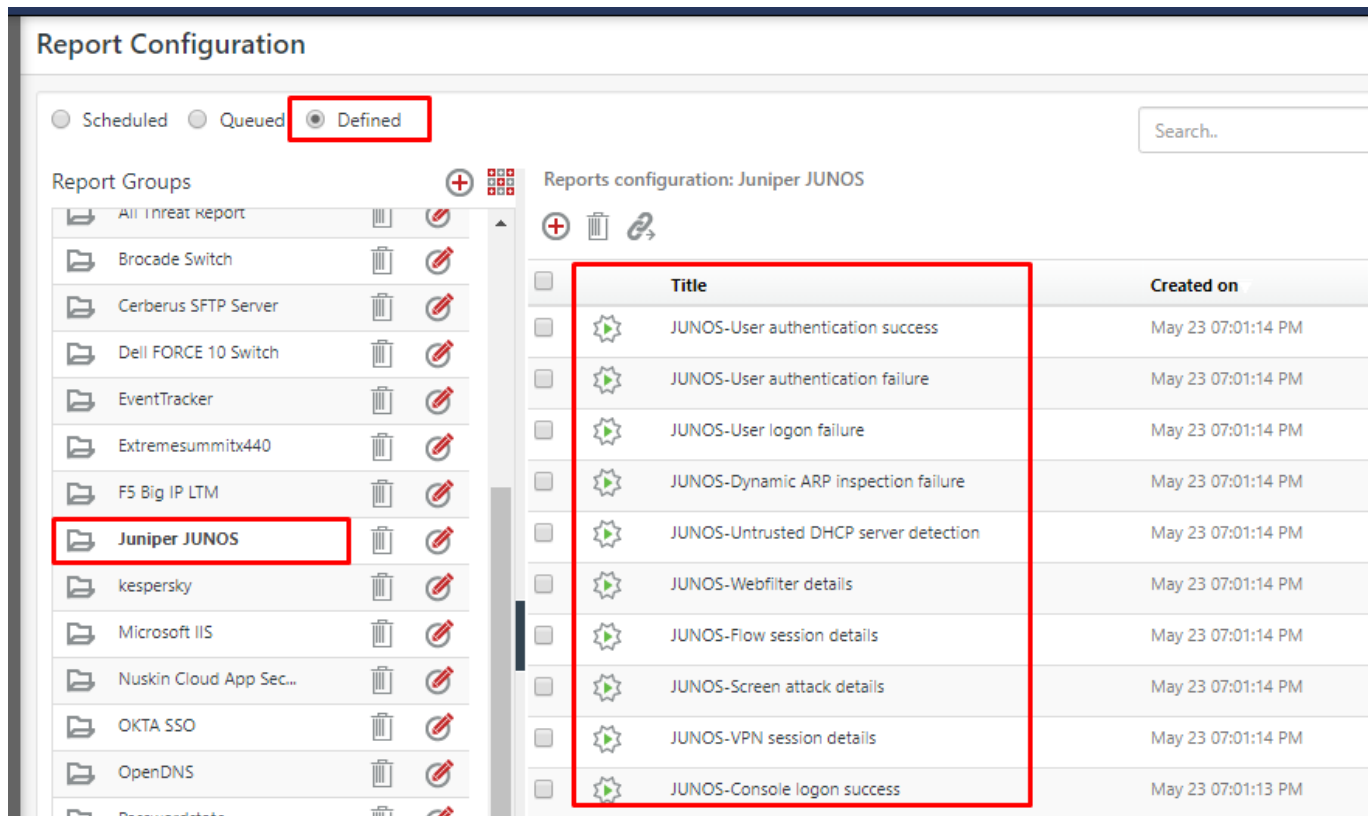 Report Configuration
Scheduled Queued Defined
Search..
Report Groups
All Threat Report
Brocade Switch
Cerberus SFTP Server
Dell FORCE 10 Switch
EventTracker
Extremesummitx440
F5 Big IP LTM
Juniper JUNOS
kespersky
Microsoft IIS
Nuskin Cloud App Sec...
OKTA SSO
OpenDNS
Reports configuration: Juniper JUNOS
Title Created on
JUNOS-User authentication success May 23 07:01:14 PM
JUNOS-User authentication failure May 23 07:01:14 PM
JUNOS-User logon failure May 23 07:01:14 PM
JUNOS-Dynamic ARP inspection failure May 23 07:01:14 PM
JUNOS-Untrusted DHCP server detection May 23 07:01:14 PM
JUNOS-Webfilter details May 23 07:01:14 PM
JUNOS-Flow session details May 23 07:01:14 PM
JUNOS-Screen attack details May 23 07:01:14 PM
JUNOS-VPN session details May 23 07:01:14 PM
JUNOS-Console logon success May 23 07:01:13 PM